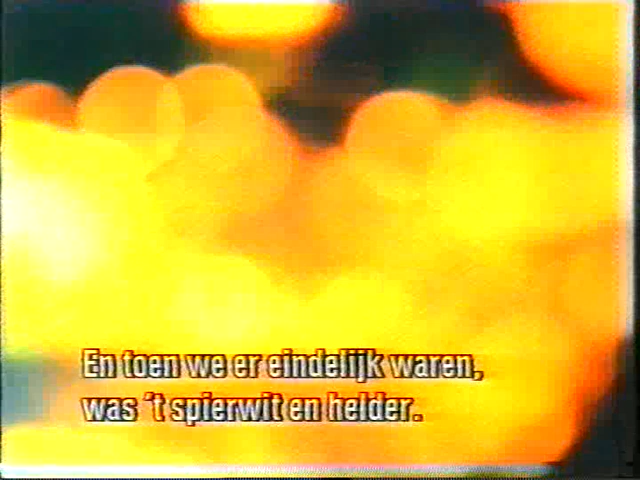 En toen we er eindelijk waren,
was 't spierwit en helder.